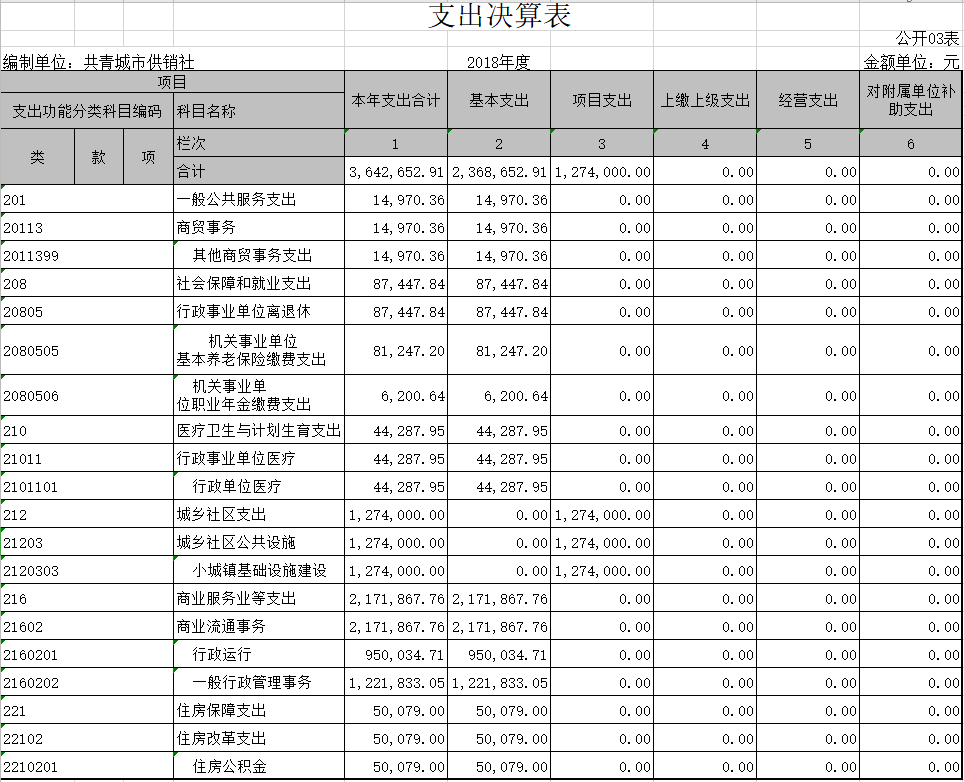 支出决算表
公开03表
编制单位：共青城市供销社 2018年度 金额单位：元
项目 本年支出合计 基本支出 项目支出 上缴上级支出 经营支出 对附属单位补助支出
支出功能分类科目编码 科目名称
类 款 项 栏次 1 2 3 4 5 6
合计 3,642,652.91 2,368,652.91 1,274,000.00 0.00 0.00 0.00
201 一般公共服务支出 14,970.36 14,970.36 0.00 0.00 0.00 0.00
20113 商贸事务 14,970.36 14,970.36 0.00 0.00 0.00 0.00
2011399 其他商贸事务支出 14,970.36 14,970.36 0.00 0.00 0.00 0.00
208 社会保障和就业支出 87,447.84 87,447.84 0.00 0.00 0.00 0.00
20805 行政事业单位离退休 87,447.84 87,447.84 0.00 0.00 0.00 0.00
2080505 机关事业单位基本养老保险缴费支出 81,247.20 81,247.20 0.00 0.00 0.00 0.00
2080506 机关事业单位职业年金缴费支出 6,200.64 6,200.64 0.00 0.00 0.00 0.00
210 医疗卫生与计划生育支出 44,287.95 44,287.95 0.00 0.00 0.00 0.00
21011 行政事业单位医疗 44,287.95 44,287.95 0.00 0.00 0.00 0.00
2101101 行政单位医疗 44,287.95 44,287.95 0.00 0.00 0.00 0.00
212 城乡社区支出 1,274,000.00 0.00 1,274,000.00 0.00 0.00 0.00
21203 城乡社区公共设施 1,274,000.00 0.00 1,274,000.00 0.00 0.00 0.00
2120303 小城镇基础设施建设 1,274,000.00 0.00 1,274,000.00 0.00 0.00 0.00
216 商业服务业等支出 2,171,867.76 2,171,867.76 0.00 0.00 0.00 0.00
21602 商业流通事务 2,171,867.76 2,171,867.76 0.00 0.00 0.00 0.00
2160201 行政运行 950,034.71 950,034.71 0.00 0.00 0.00 0.00
2160202 一般行政管理事务 1,221,833.05 1,221,833.05 0.00 0.00 0.00 0.00
221 住房保障支出 50,079.00 50,079.00 0.00 0.00 0.00 0.00
22102 住房改革支出 50,079.00 50,079.00 0.00 0.00 0.00 0.00
2210201 住房公积金 50,079.00 50,079.00 0.00 0.00 0.00 0.00